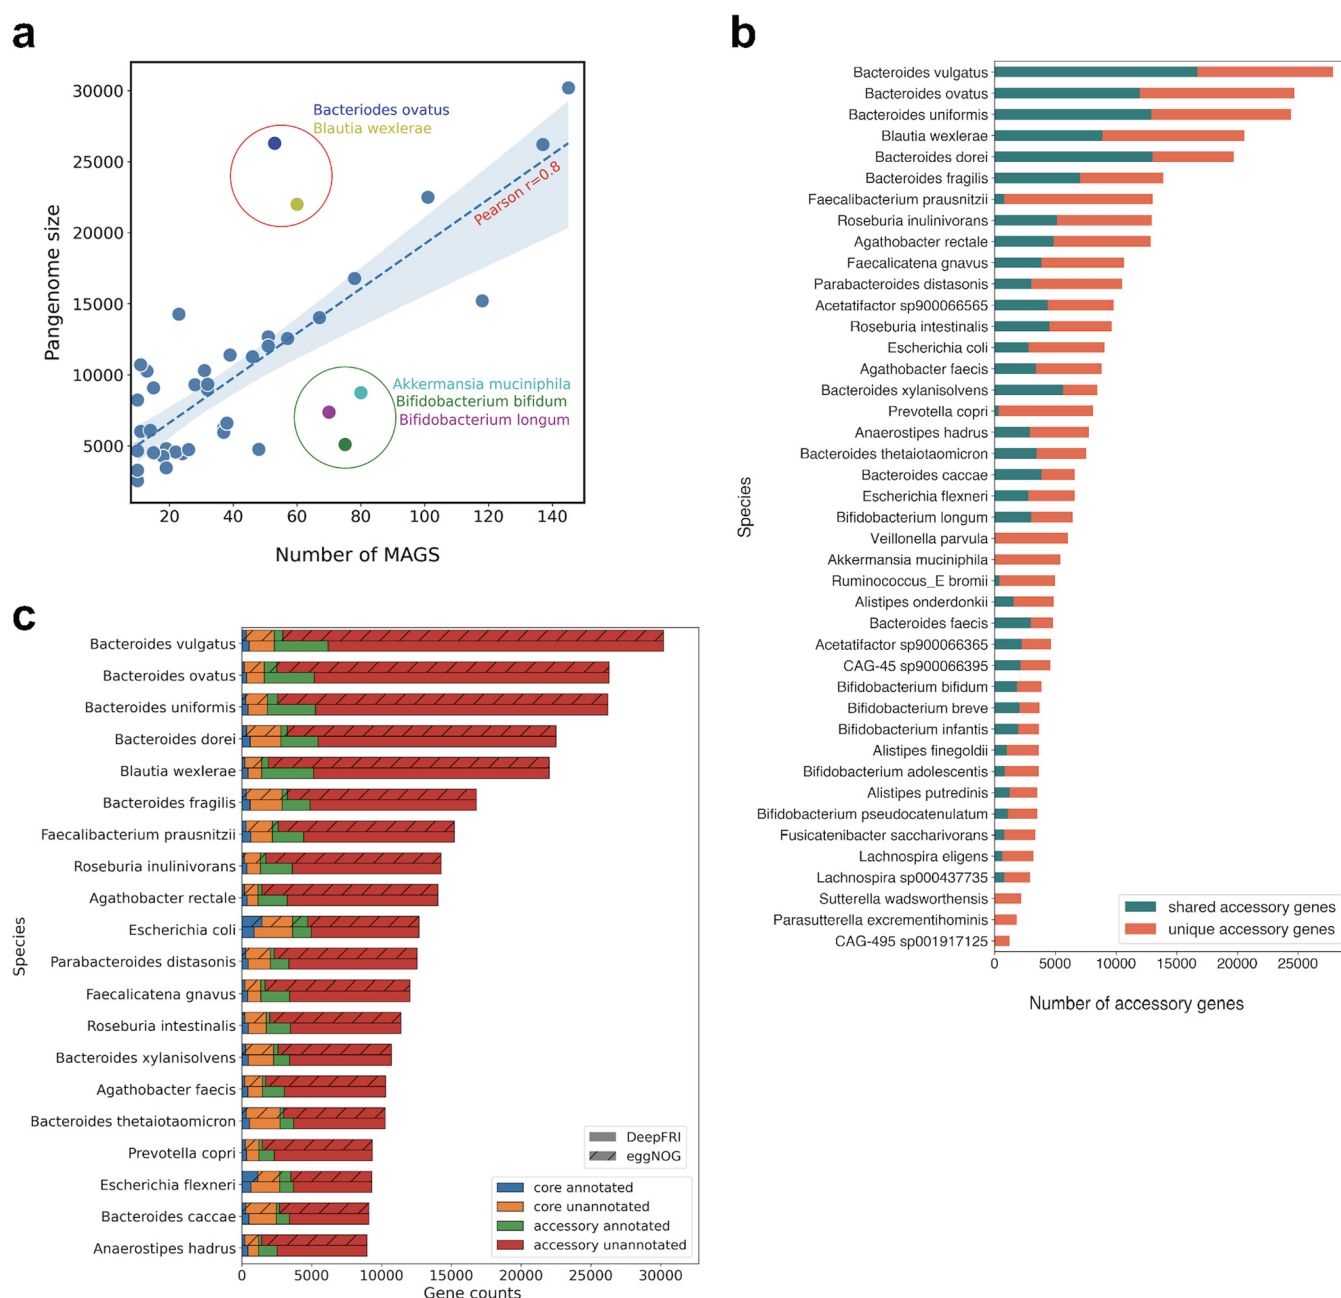 a
30000
25000
20000
15000
10000
5000
Pangenome size
Bacteriodes ovatus
Blautia wexlerae
Pearson r=0.8
Akkermansia muciniphila
Bifidobacterium bifidum
Bifidobacterium longum
20 40 60 80 100 120 140
Number of MAGS
b
Species
Bacteroides vulgatus
Bacteroides ovatus
Bacteroides uniformis
Blautia wexlerae
Bacteroides dorei
Bacteroides fragilis
Faecalibacterium prausnitzii
Roseburia inulinivorans
Agathobacter rectale
Faecalicatena gnavus
Parabacteroides distasonis
Acetatifactor sp900066565
Roseburia intestinalis
Escherichia coli
Agathobacter faecis
Bacteroides xylanisolvens
Prevotella copri
Anaerostipes hadrus
Bacteroides thetaiotaomicron
Bacteroides caccae
Escherichia flexneri
Bifidobacterium longum
Veillonella parvula
Akkermansia muciniphila
Ruminococcus_E bromii
Alistipes onderdonkii
Bacteroides faecis
Acetatifactor sp900066365
CAG-45 sp900066395
Bifidobacterium bifidum
Bifidobacterium breve
Bifidobacterium infantis
Alistipes finegoldii
Bifidobacterium adolescentis
Alistipes putredinis
Bifidobacterium pseudocatenulatum
Fusicatenibacter saccharivorans
Lachnospira eligens
Lachnospira sp000437735
Sutterella wadsworthensis
Parasutterella excrementihominis
CAG-495 sp001917125
shared accessory genes
unique accessory genes
0 5000 10000 15000 20000 25000
Number of accessory genes
c
Species
Bacteroides vulgatus
Bacteroides ovatus
Bacteroides uniformis
Bacteroides dorei
Blautia wexlerae
Bacteroides fragilis
Faecalibacterium prausnitzii
Roseburia inulinivorans
Agathobacter rectale
Escherichia coli
Parabacteroides distasonis
Faecalicatena gnavus
Roseburia intestinalis
Bacteroides xylanisolvens
Agathobacter faecis
Bacteroides thetaiotaomicron
Prevotella copri
Escherichia flexneri
Bacteroides caccae
Anaerostipes hadrus
DeepFRI
eggNOG
core annotated
core unannotated
accessory annotated
accessory unannotated
0 5000 10000 15000 20000 25000 30000
Gene counts